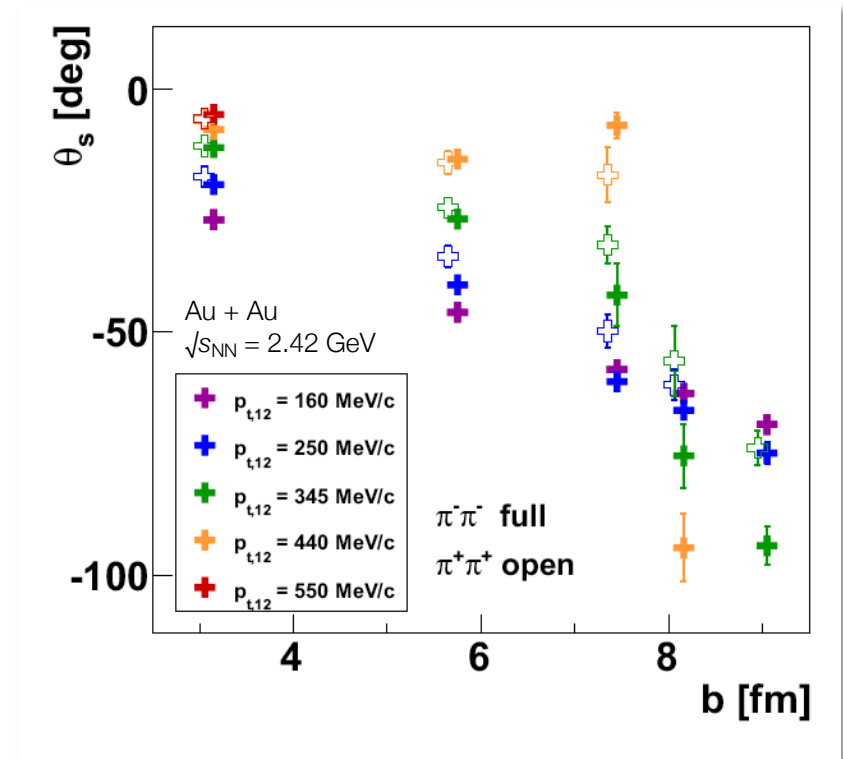 θs [deg]
0
-50
-100
Au + Au
√sNN = 2.42 GeV
pt,12 = 160 MeV/c
pt,12 = 250 MeV/c
pt,12 = 345 MeV/c
pt,12 = 440 MeV/c
pt,12 = 550 MeV/c
π-π- full
π+π+ open
4 6 8
b [fm]